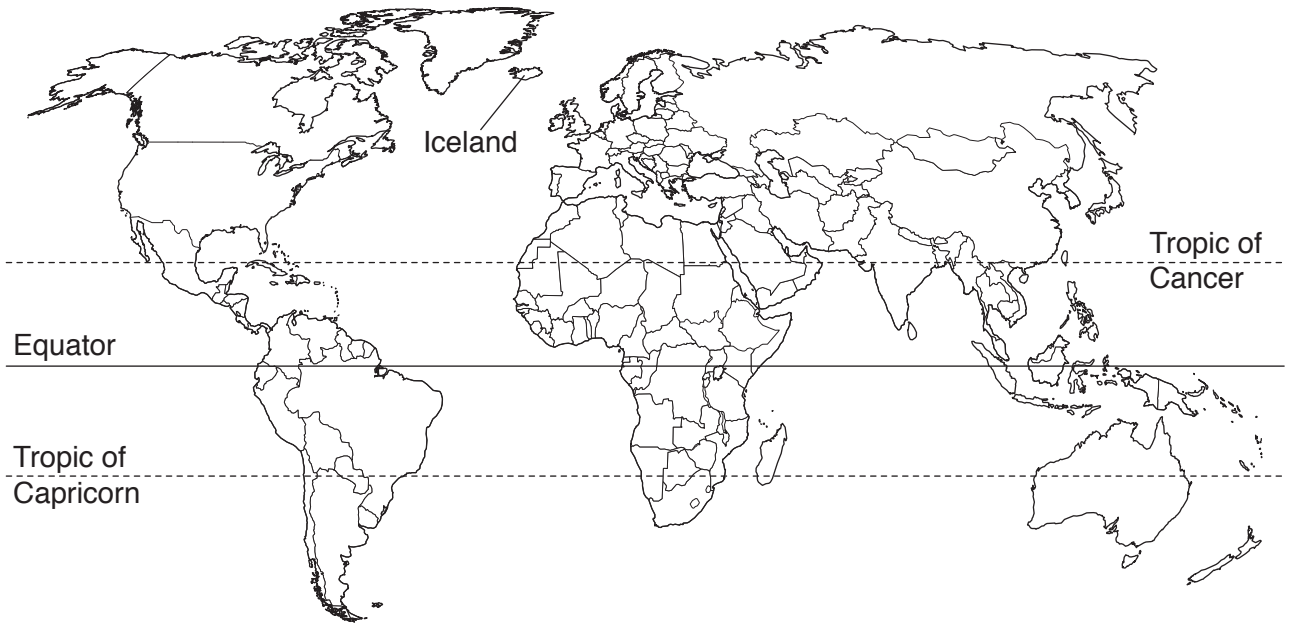 Iceland
Tropic of
Cancer
Equator
Tropic of
Capricorn